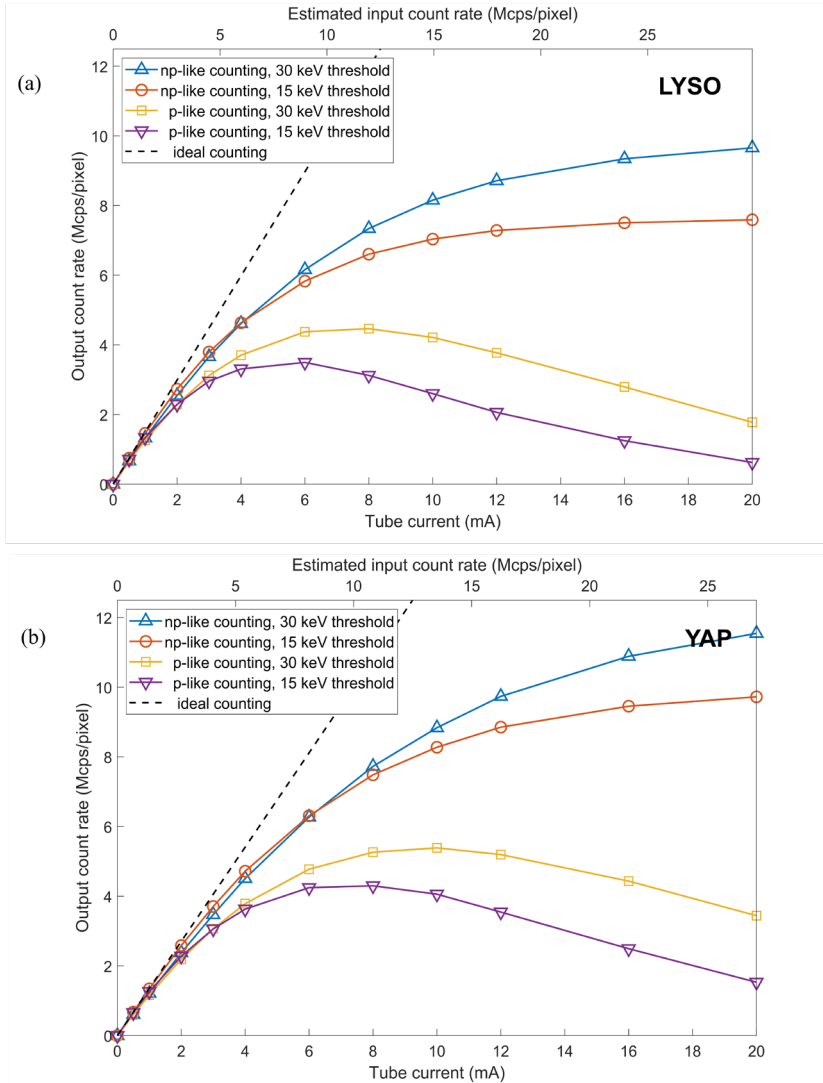 Estimated input count rate (Mcps/pixel)
0 5 10 15 20 25
(a)
12
10
8
6
4
2
0
Output count rate (Mcps/pixel)
np-like counting, 30 keV threshold
np-like counting, 15 keV threshold
p-like counting, 30 keV threshold
p-like counting, 15 keV threshold
ideal counting
LYSO
0 2 4 6 8 10 12 14 16 18 20
Tube current (mA)
Estimated input count rate (Mcps/pixel)
0 5 10 15 20 25
(b)
12
10
8
6
4
2
0
Output count rate (Mcps/pixel)
np-like counting, 30 keV threshold
np-like counting, 15 keV threshold
p-like counting, 30 keV threshold
p-like counting, 15 keV threshold
ideal counting
YAP
0 2 4 6 8 10 12 14 16 18 20
Tube current (mA)